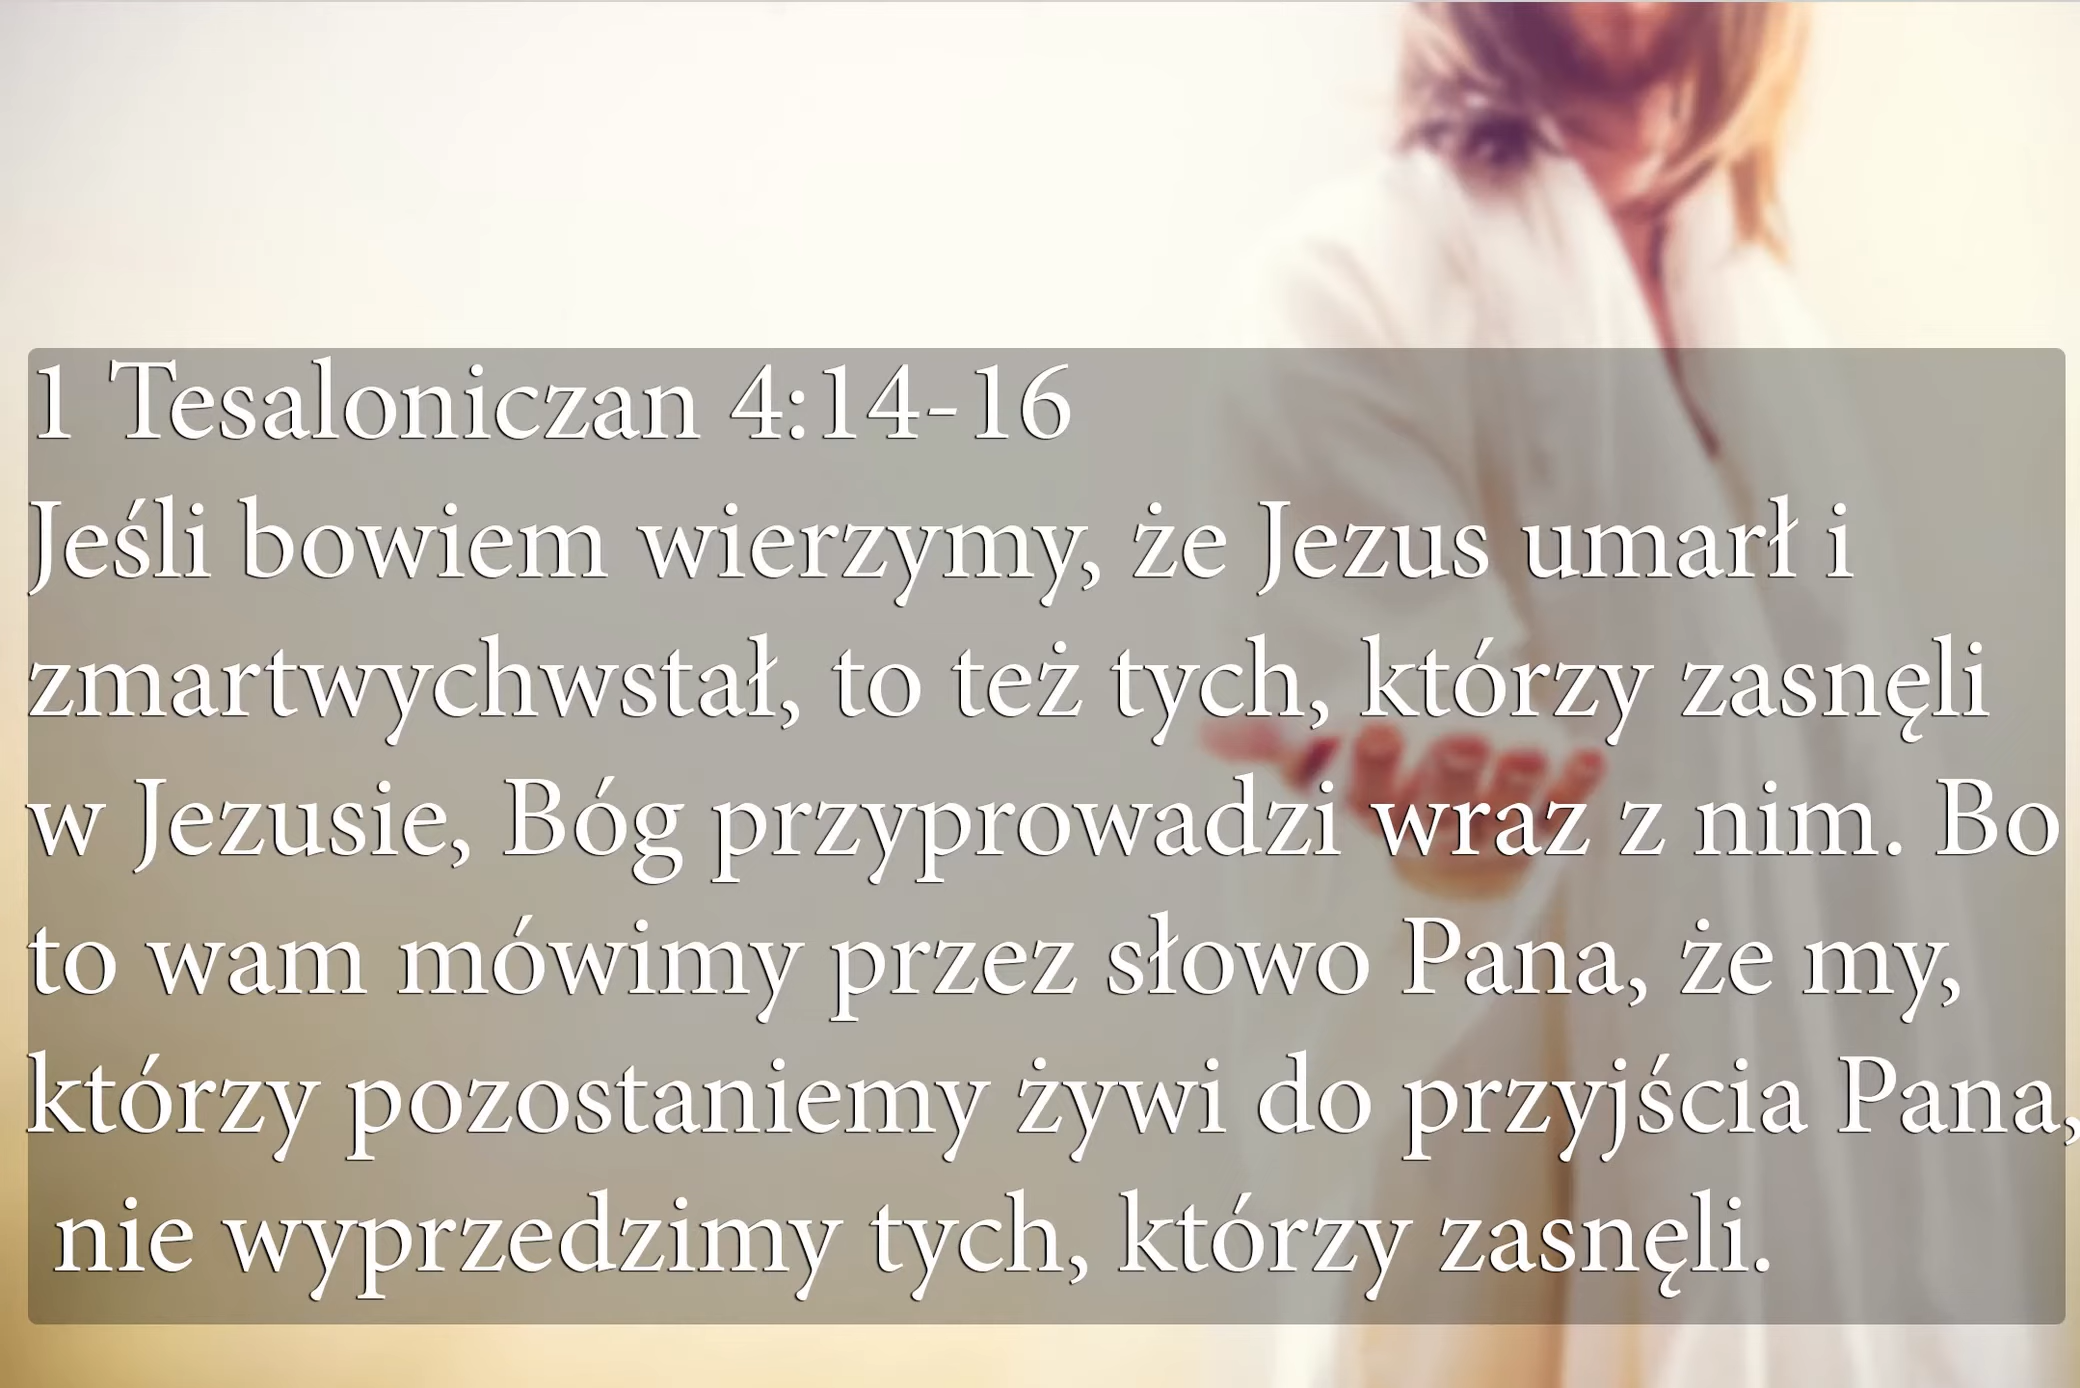 1 Tesaloniczan 4:14-16
Jeśli bowiem wierzymy, że Jezus umarł i
zmartwychwstał, to też tych, którzy zasnęli
w Jezusie, Bóg przyprowadzi wraz z nim. Bo
to wam mówimy przez słowo Pana, że my,
którzy pozostaniemy żywi do przyjścia Pana,
nie wyprzedzimy tych, którzy zasnęli.